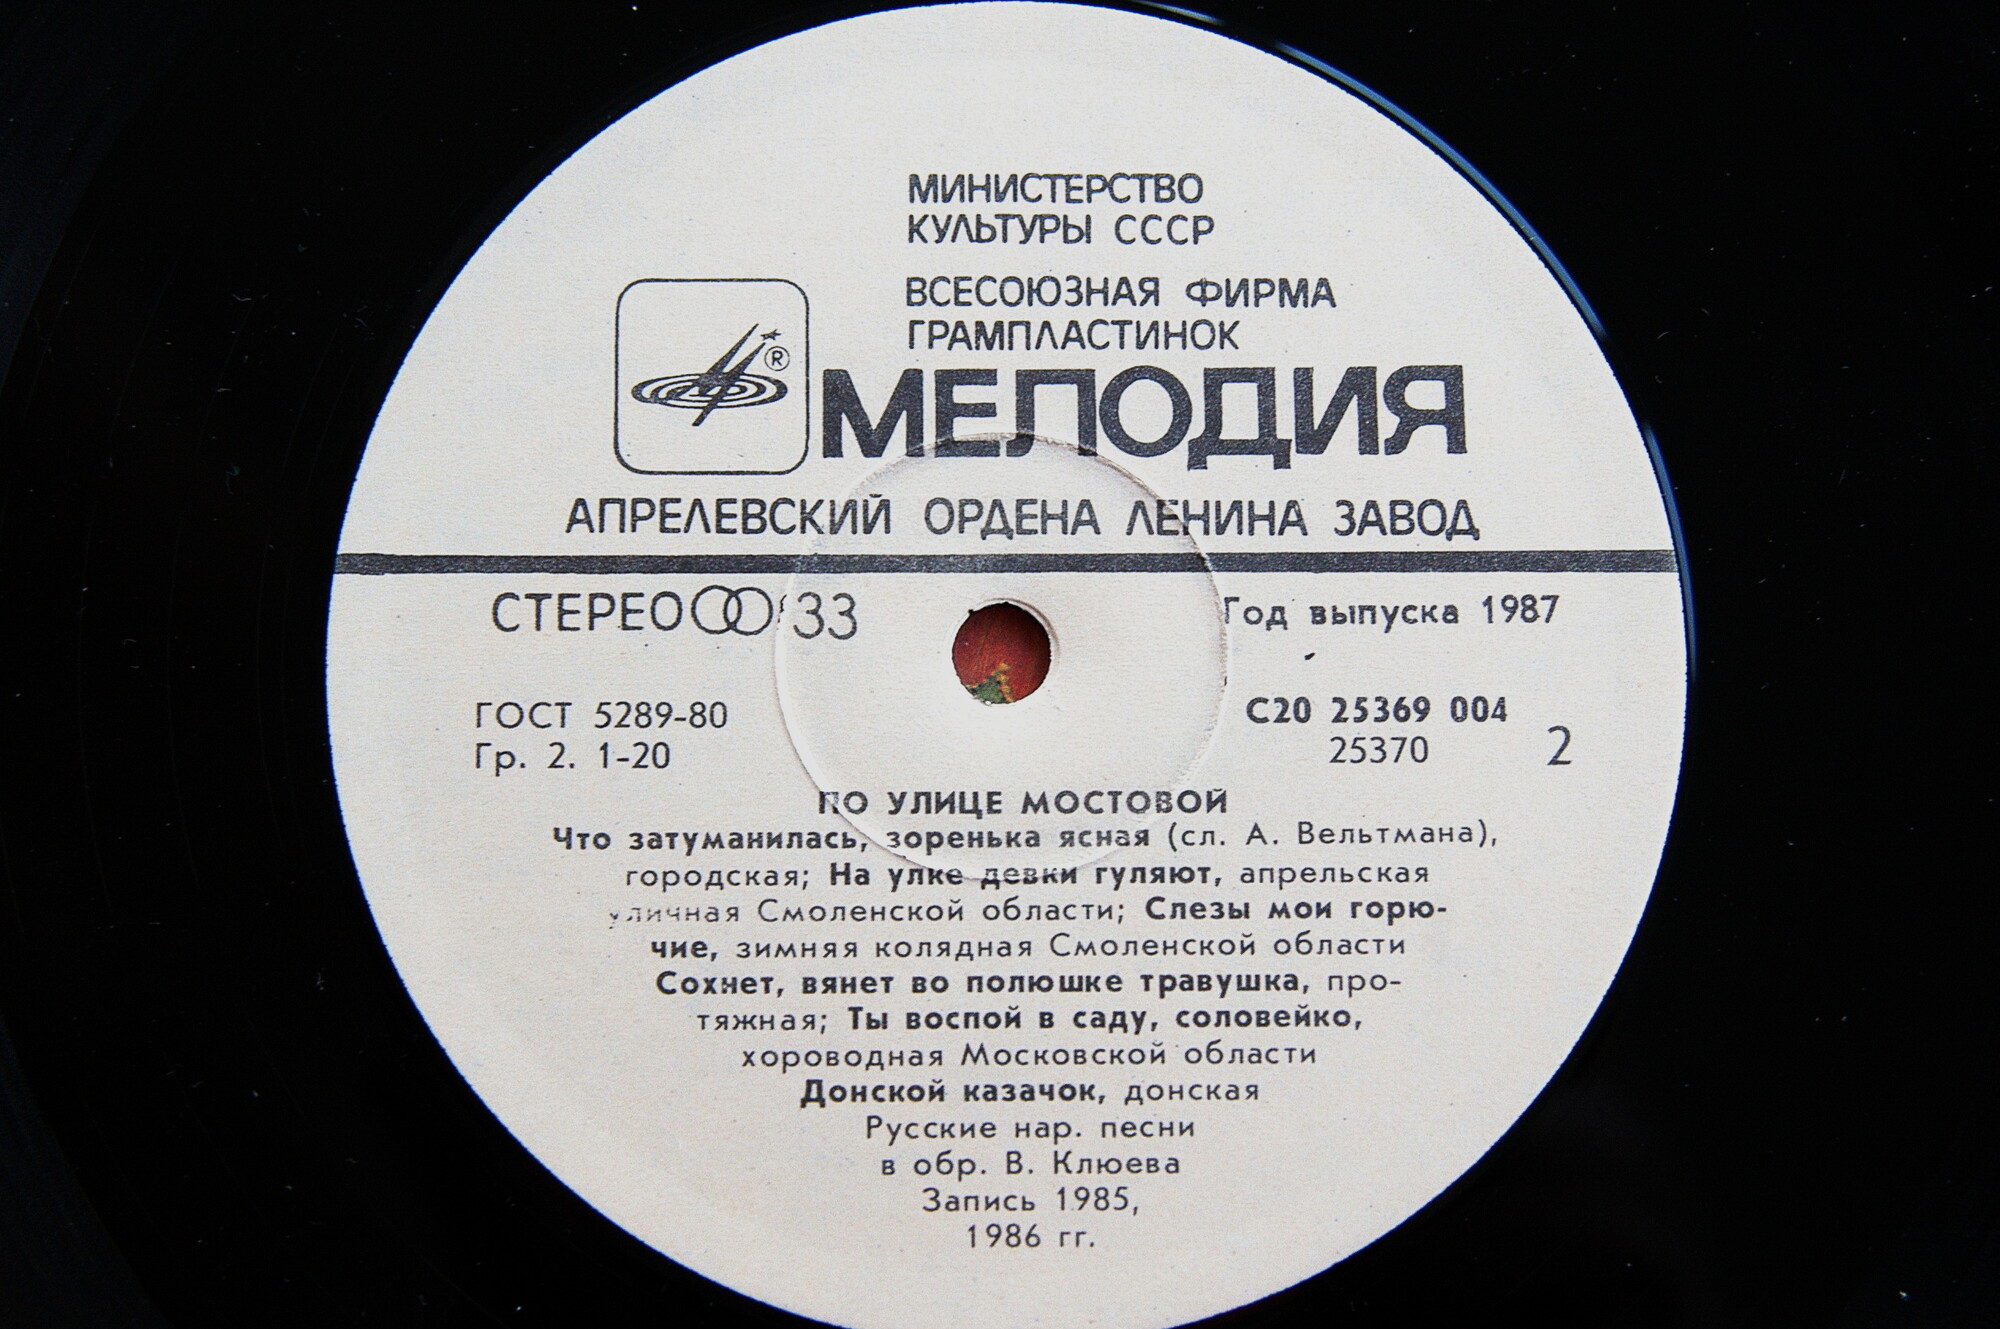 МИНИСТЕРСТВО
КУЛЬТУРЫ СССР
ВСЕСОЮЗНАЯ ФИРМА
ГРАМПЛАСТИНОК
®
МЕЛОДИЯ
АПРЕЛЕВСКИЙ ОРДЕНА ЛЕНИНА ЗАВОД
СТЕРЕО 33
Год выпуска 1987
ГОСТ 5289-80
Гр. 2. 1-20
С20 25369 004
25370
2
ПО УЛИЦЕ МОСТОВОЙ
Что затуманилась, зоренька ясная (сл. А. Вельтмана),
городская; На улке девки гуляют, апрельская
уличная Смоленской области; Слезы мои горю-
чие, зимняя колядная Смоленской области
Сохнет, вянет во полюшке травушка, про-
тяжная; Ты воспой в саду, соловейко,
хороводная Московской области
Донской казачок, донская
Русские нар. песни
в обр. В. Клюева
Запись 1985,
1986 гг.